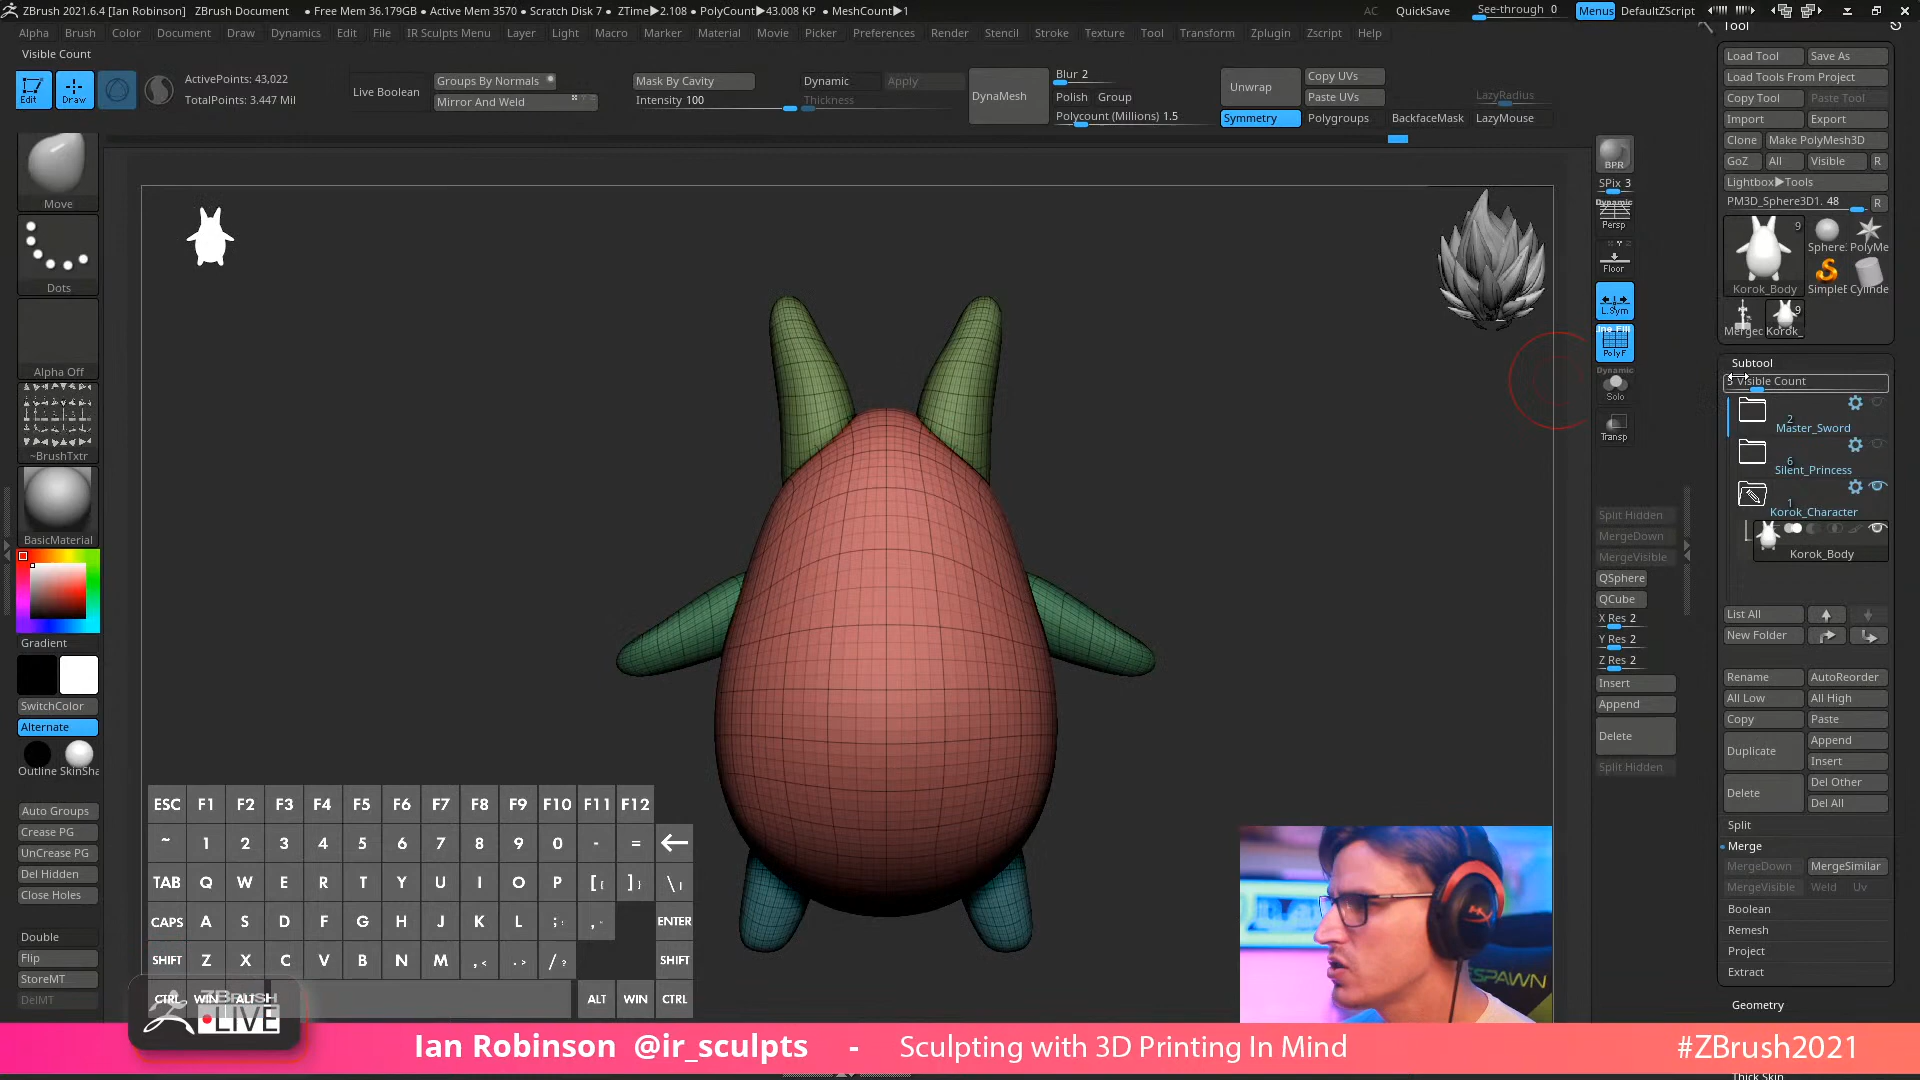 ZBrush 2021.6.4 [Ian Robinson] ZBrush Document • Free Mem 36.179GB • Active Mem 3570 • Scratch Disk 7 • ZTime▶2.108 • PolyCount▶43.008 KP • MeshCount▶1 AC QuickSave See-through 0 Menus DefaultZScript
Alpha Brush Color Document Draw Dynamics Edit File IR Sculpts Menu Layer Light Macro Marker Material Movie Picker Preferences Render Stencil Stroke Texture Tool Transform Zplugin Zscript Help
Visible Count
Edit Draw
ActivePoints: 43,022
TotalPoints: 3.447 Mil
Live Boolean
Groups By Normals
Mirror And Weld
Mask By Cavity
Intensity 100
Dynamic Apply
Thickness
DynaMesh
Blur 2
Polish Group
Polycount (Millions) 1.5
Unwrap
Copy UVs
Paste UVs
Symmetry Polygroups BackfaceMask
LazyRadius
LazyMouse
Move
Dots
Alpha Off
~BrushTxtr
BasicMaterial
Gradient
SwitchColor
Alternate
Outline SkinSha
Auto Groups
Crease PG
UnCrease PG
Del Hidden
Close Holes
Double
Flip
StoreMT
DelMT
BPR
SPix 3
Dynamic
Persp
Floor
L.Sym
Line Fill
PolyF
Dynamic
Solo
Transp
Split Hidden
MergeDown
MergeVisible
QSphere
QCube
X Res 2
Y Res 2
Z Res 2
Insert
Append
Delete
Split Hidden
Tool
Load Tool Save As
Load Tools From Project
Copy Tool Paste Tool
Import Export
Clone Make PolyMesh3D
GoZ All Visible R
Lightbox▶Tools
PM3D_Sphere3D1. 48 R
9
Korok_Body
Sphere. PolyMe
SimpleE Cylinde
9
Mergec Korok_
Subtool
5 Visible Count
2
Master_Sword
6
Silent_Princess
1
Korok_Character
Korok_Body
List All
New Folder
Rename AutoReorder
All Low All High
Copy Paste
Duplicate Append
Insert
Delete Del Other
Del All
Split
Merge
MergeDown MergeSimilar
MergeVisible Weld Uv
Boolean
Remesh
Project
Extract
Geometry
Thick Skin
ESC F1 F2 F3 F4 F5 F6 F7 F8 F9 F10 F11 F12
~ 1 2 3 4 5 6 7 8 9 0 - = ←
TAB Q W E R T Y U I O P [{ ]} \|
CAPS A S D F G H J K L ;: ," ENTER
SHIFT Z X C V B N M ,< .> /? SHIFT
CTRL WIN ALT ALT WIN CTRL
ZBRUSH
LIVE
ESPAWN
Ian Robinson @ir_sculpts - Sculpting with 3D Printing In Mind #ZBrush2021